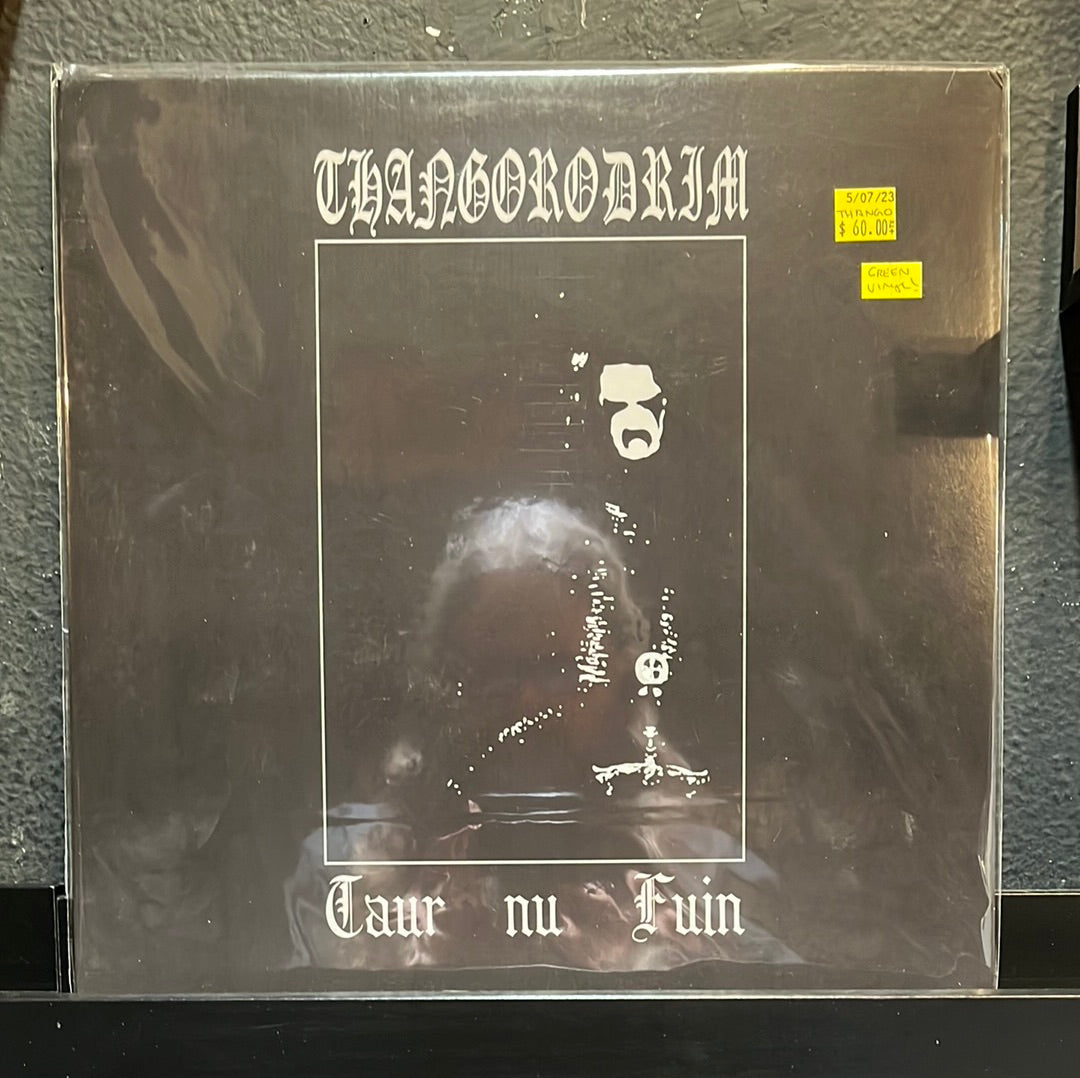 THANGORODRIM
5/07/23
THANGO
$ 60.00
GREEN
VINYL!
Taur nu Fuin